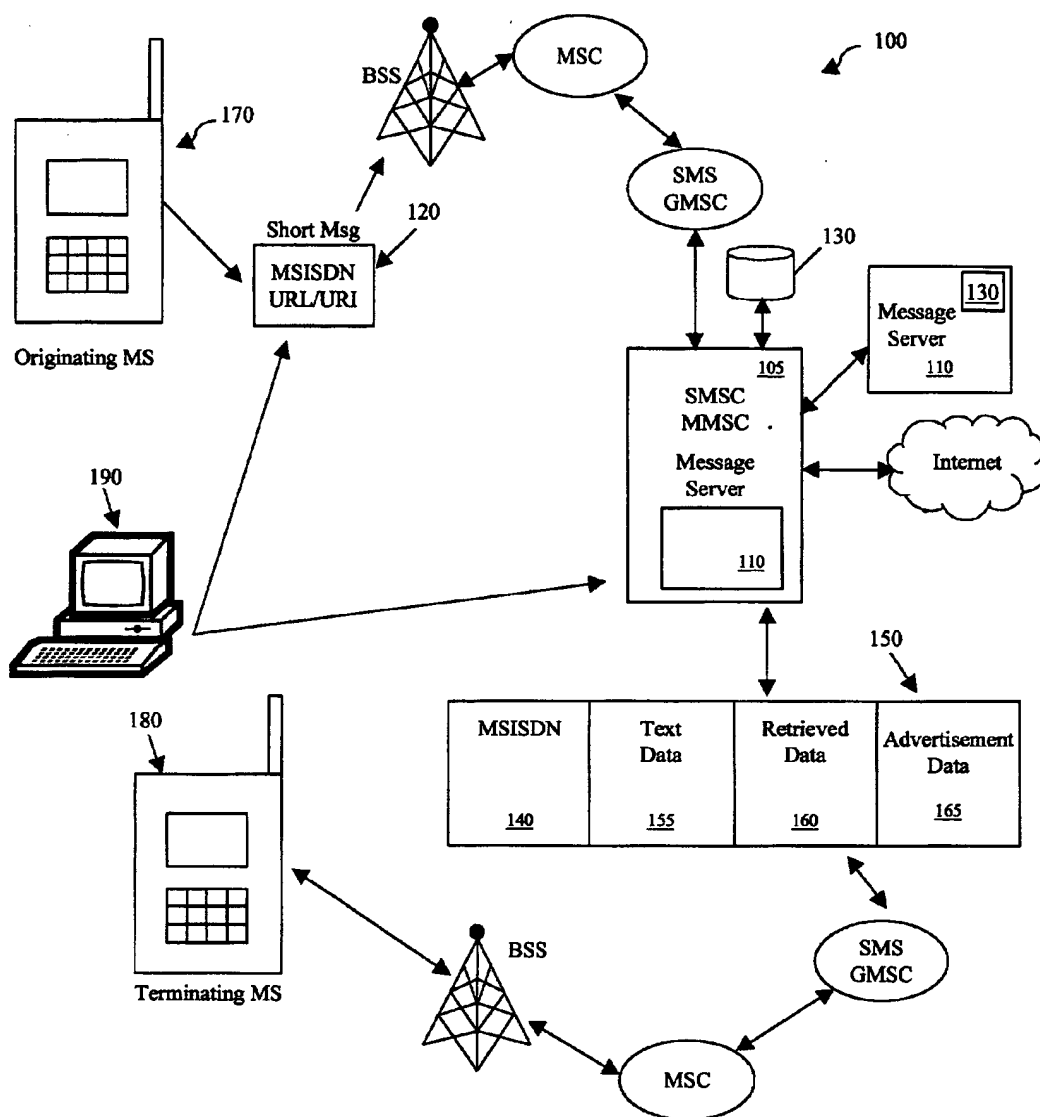 100
MSC
BSS
170
SMS
GMSC
120
Short Msg
MSISDN
URL/URI
130
130
Message
Server
110
Originating MS
105
SMSC
MMSC
Message
Server
110
Internet
190
150
180
MSISDN
140
Text
Data
155
Retrieved
Data
160
Advertisement
Data
165
BSS
SMS
GMSC
Terminating MS
MSC